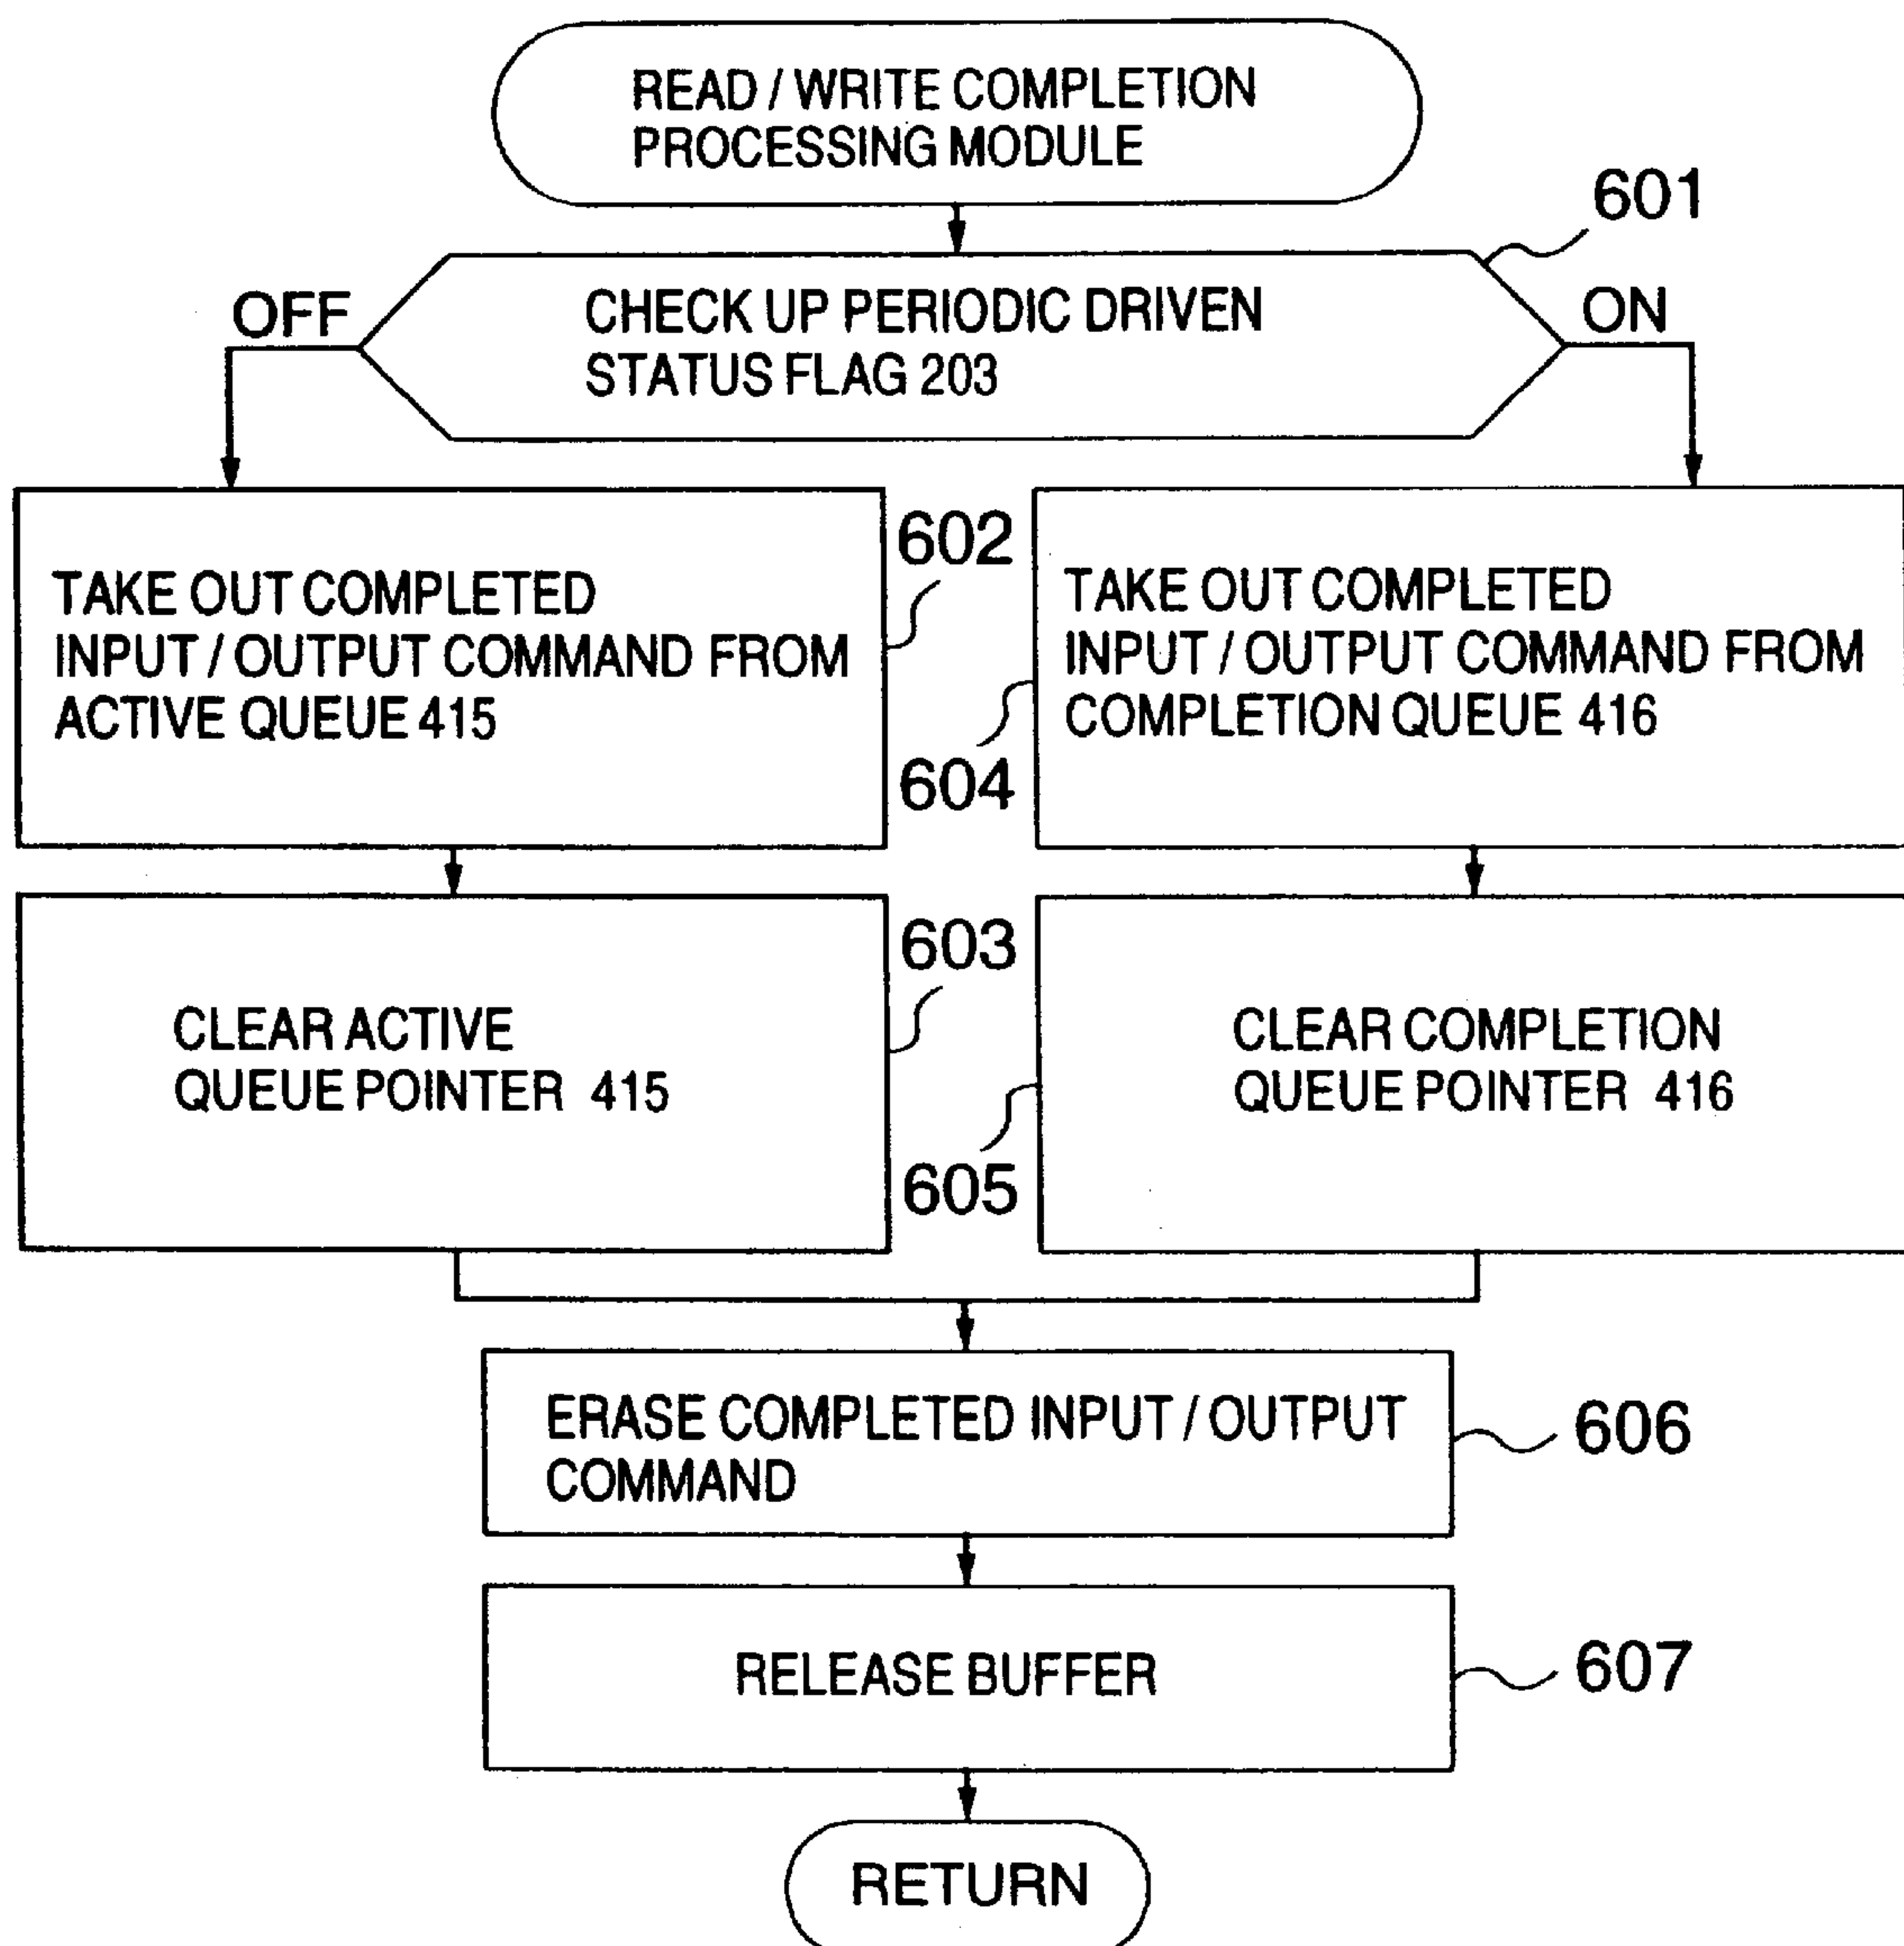 READ / WRITE COMPLETION
PROCESSING MODULE
601
OFF
CHECK UP PERIODIC DRIVEN
STATUS FLAG 203
ON
TAKE OUT COMPLETED
INPUT / OUTPUT COMMAND FROM
ACTIVE QUEUE 415
602
604
TAKE OUT COMPLETED
INPUT / OUTPUT COMMAND FROM
COMPLETION QUEUE 416
CLEAR ACTIVE
QUEUE POINTER 415
603
605
CLEAR COMPLETION
QUEUE POINTER 416
ERASE COMPLETED INPUT / OUTPUT
COMMAND
606
RELEASE BUFFER
607
RETURN